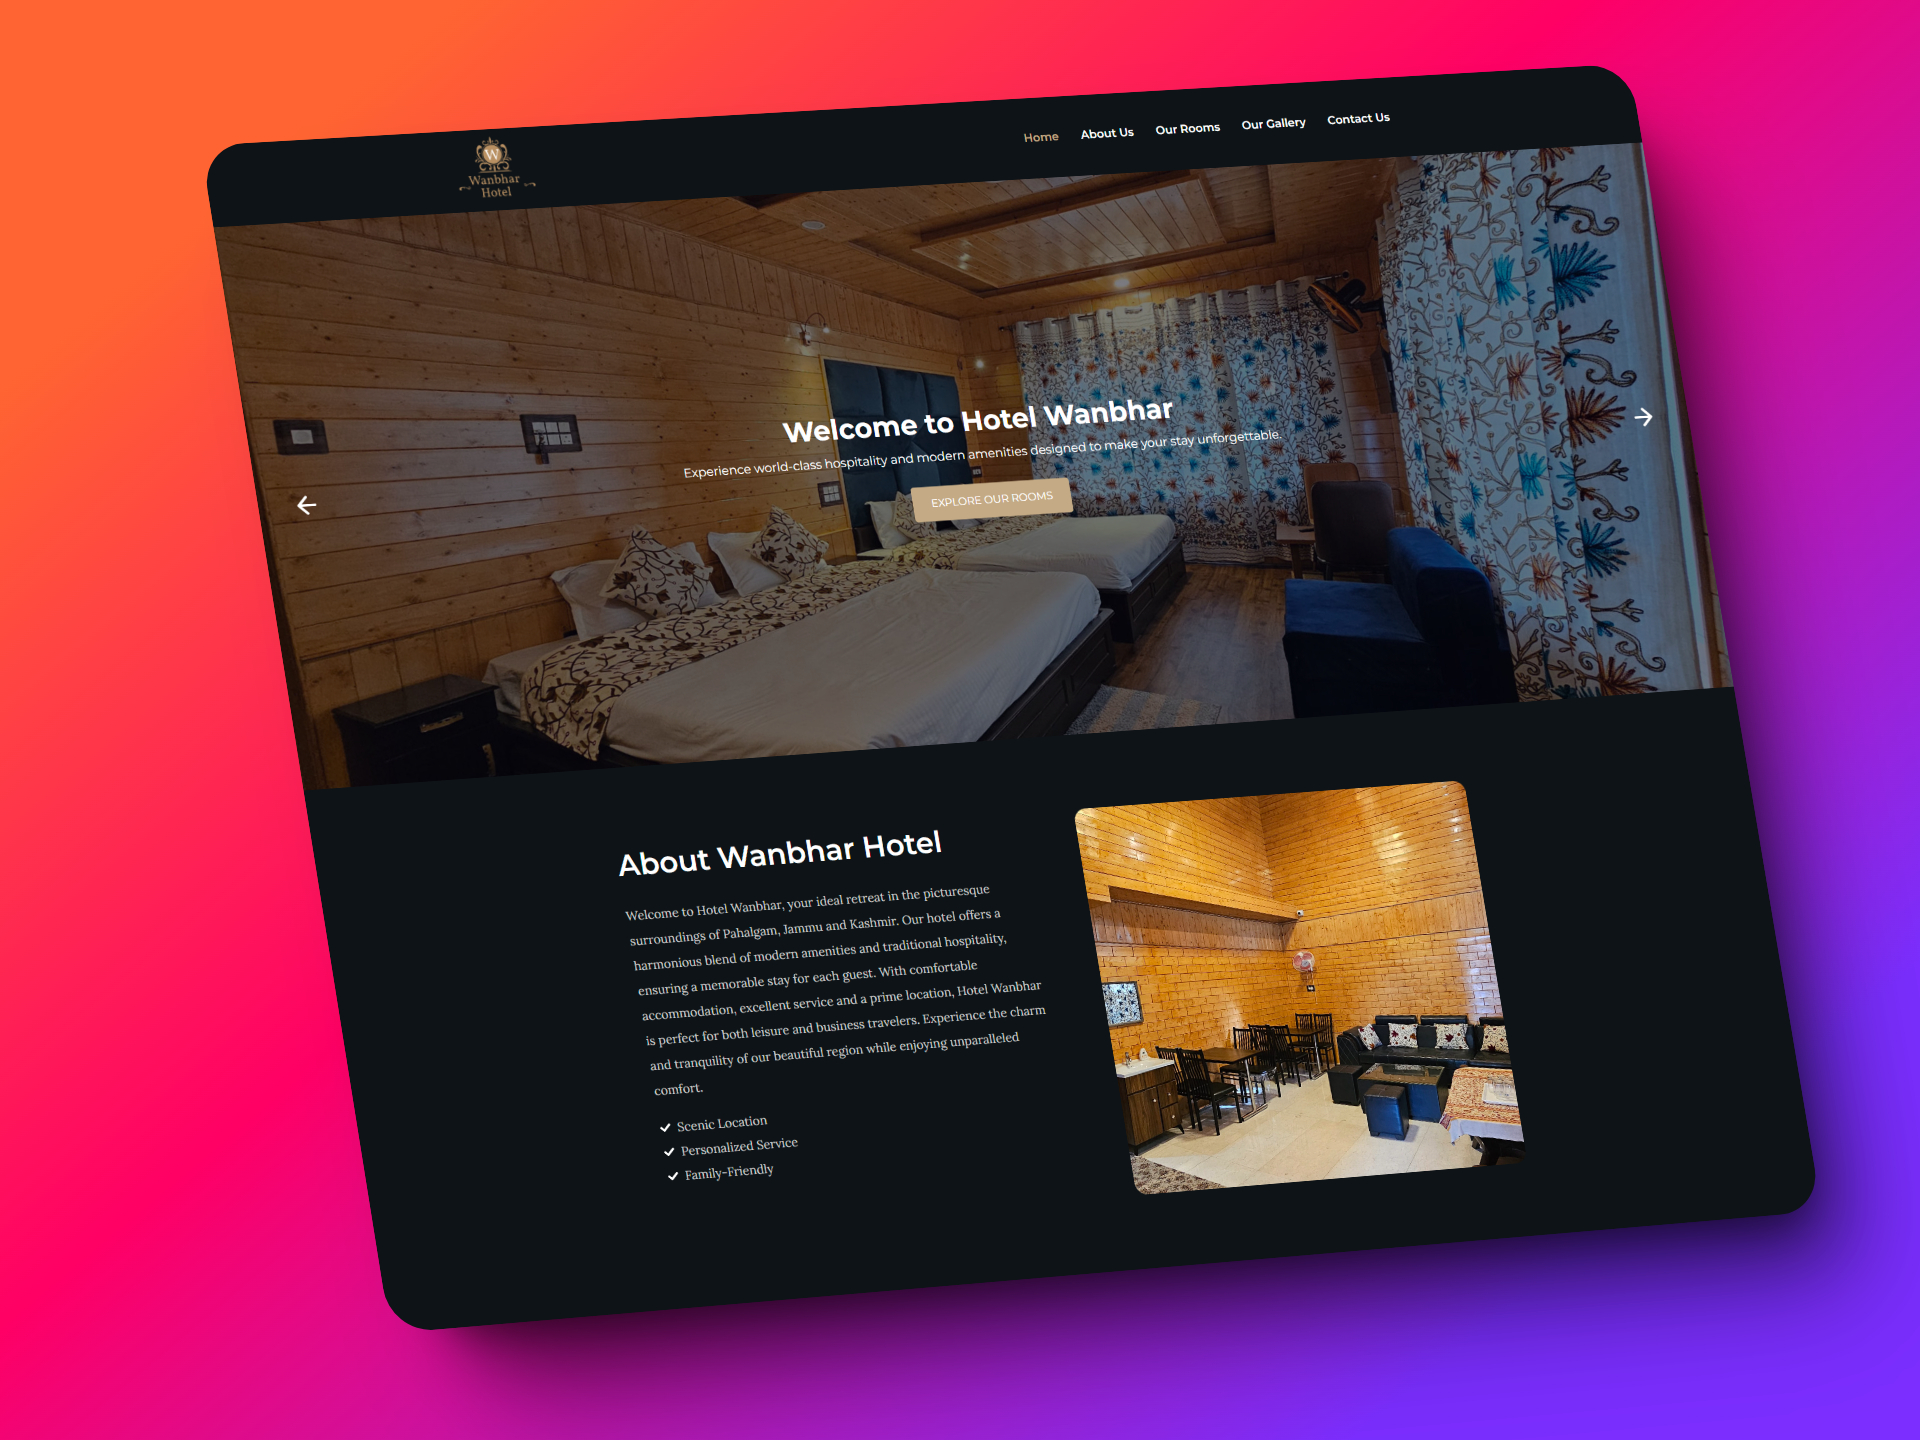 W
Wanbhar
Hotel
Home About Us Our Rooms Our Gallery Contact Us
Welcome to Hotel Wanbhar
Experience world-class hospitality and modern amenities designed to make your stay unforgettable.
EXPLORE OUR ROOMS
About Wanbhar Hotel
Welcome to Hotel Wanbhar, your ideal retreat in the picturesque
surroundings of Pahalgam, Jammu and Kashmir. Our hotel offers a
harmonious blend of modern amenities and traditional hospitality,
ensuring a memorable stay for each guest. With comfortable
accommodation, excellent service and a prime location, Hotel Wanbhar
is perfect for both leisure and business travelers. Experience the charm
and tranquility of our beautiful region while enjoying unparalleled
comfort.
Scenic Location
Personalized Service
Family-Friendly